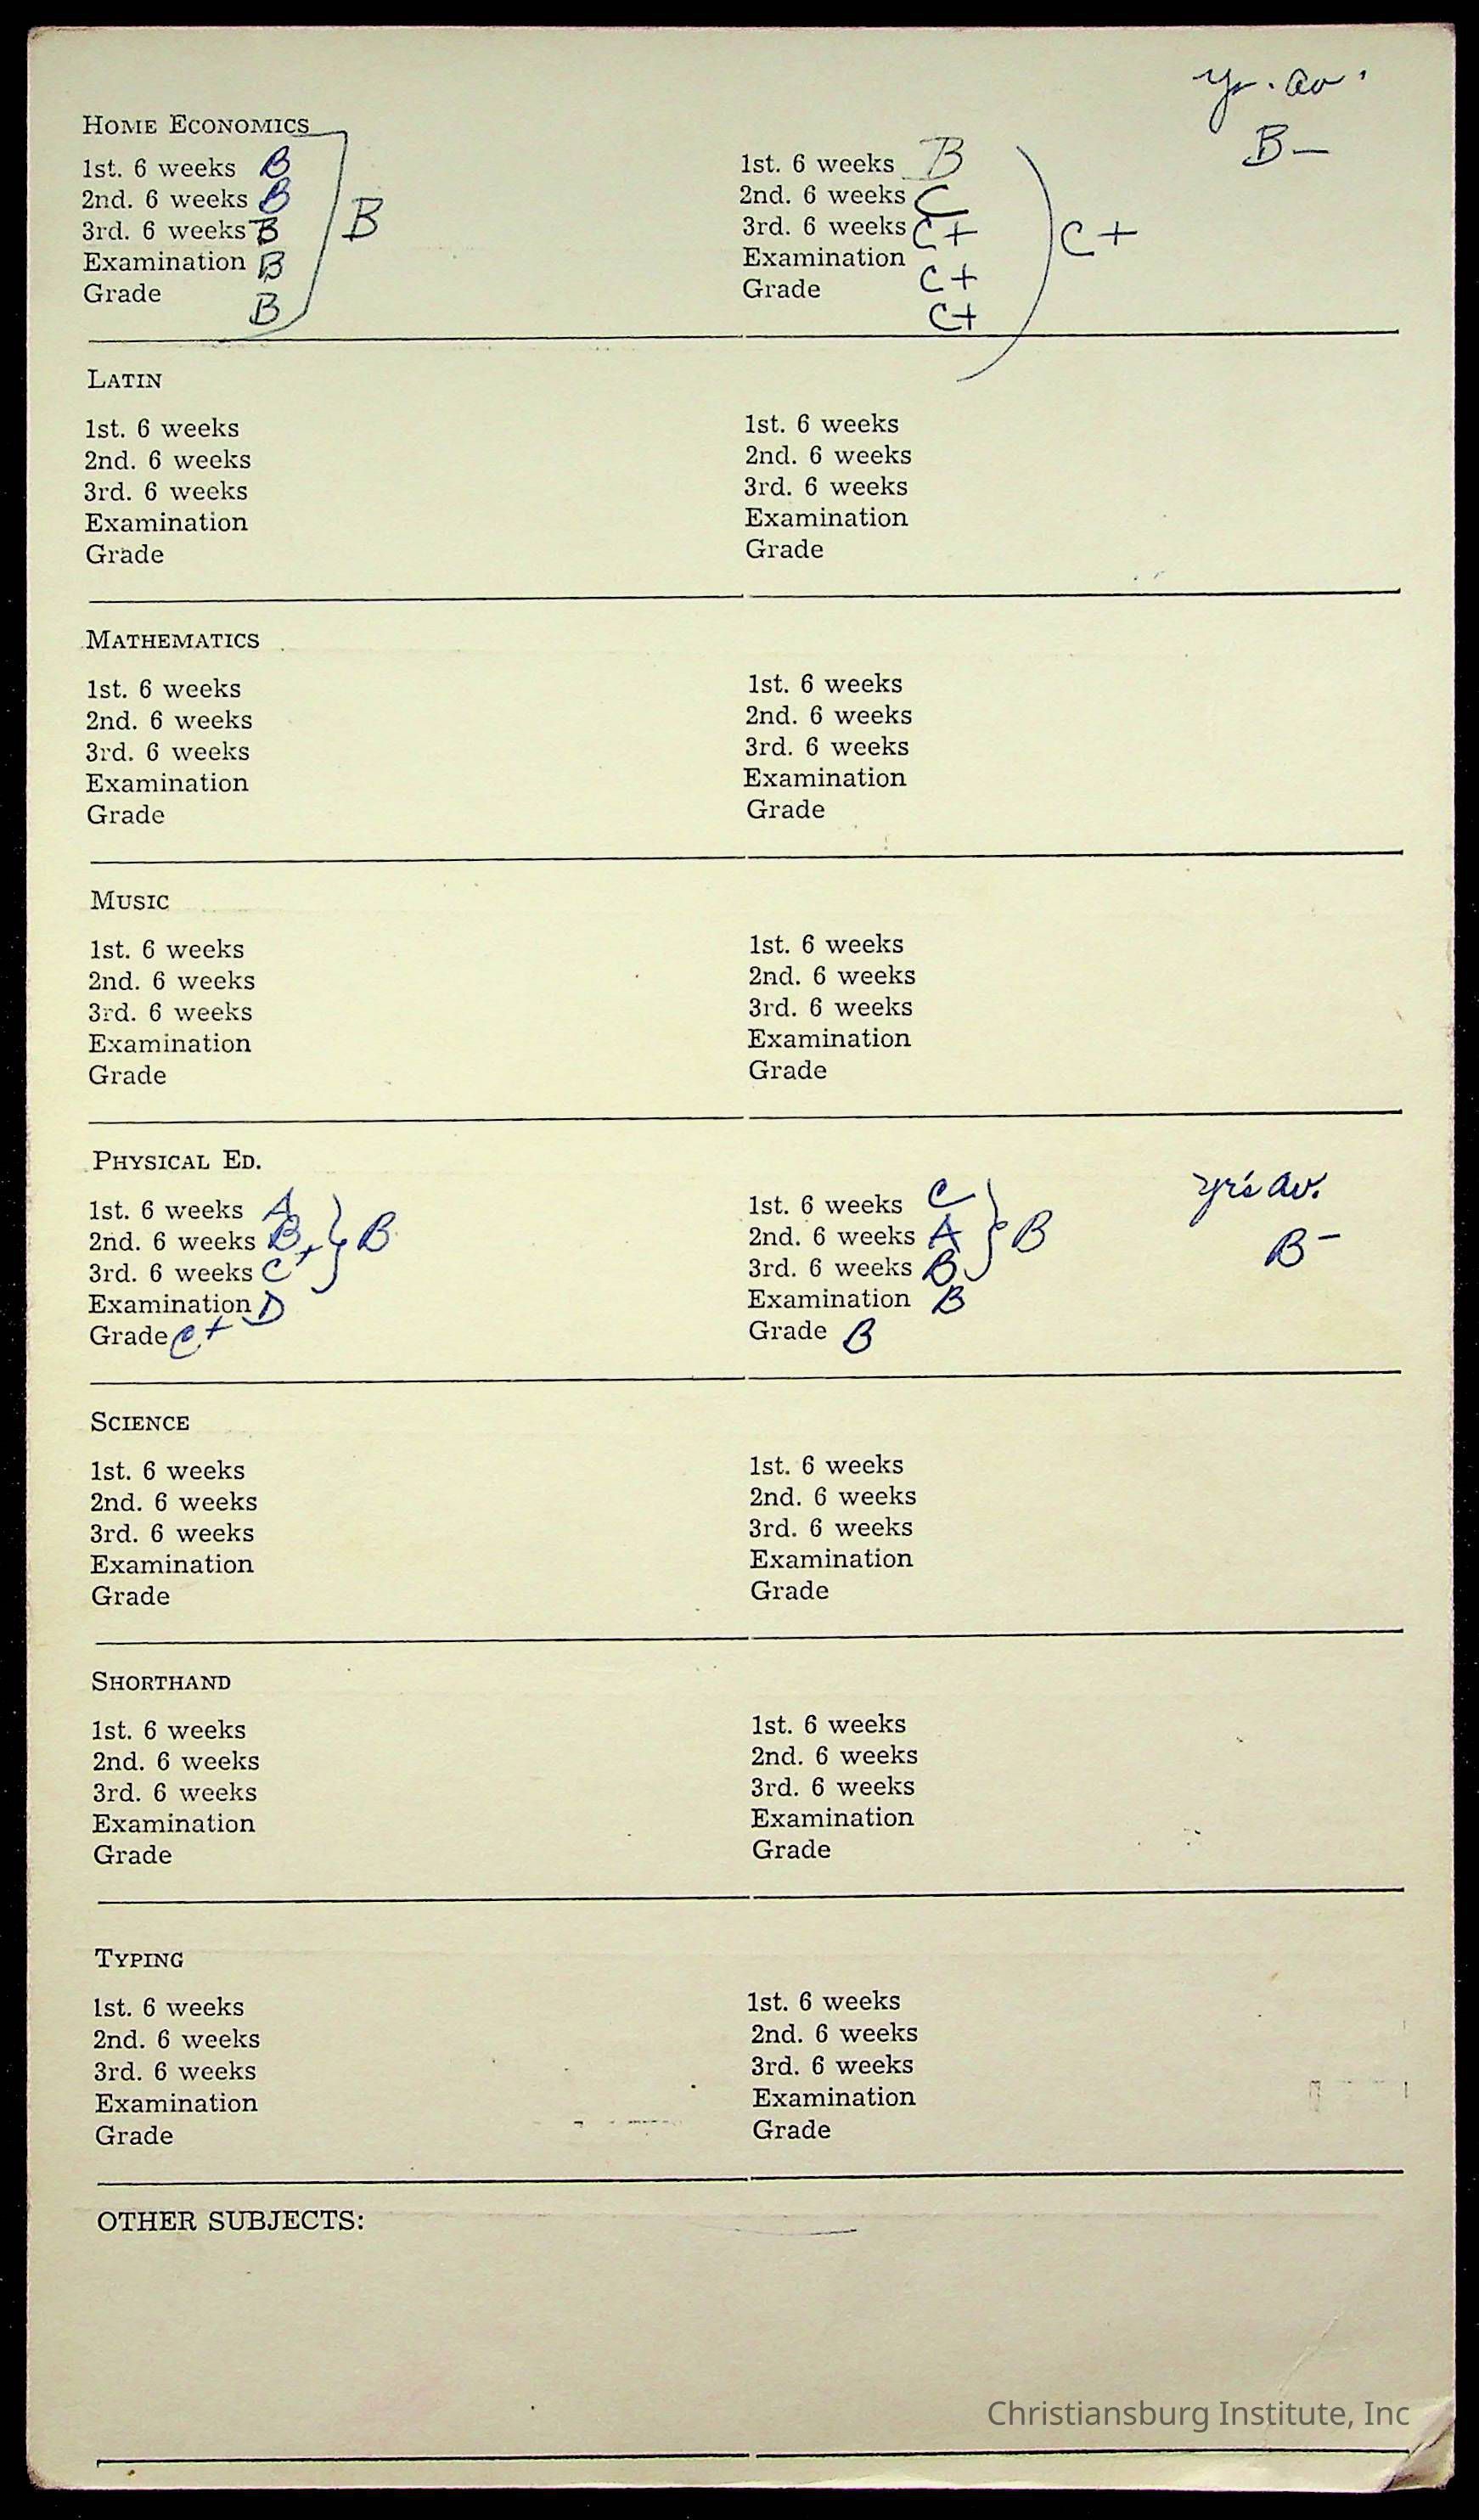 yr. av.
B-
HOME ECONOMICS
1st. 6 weeks B
2nd. 6 weeks B
3rd. 6 weeks B
Examination B
Grade B
B
1st. 6 weeks B
2nd. 6 weeks C
3rd. 6 weeks C+
Examination C+
Grade C+
C+
LATIN
1st. 6 weeks
2nd. 6 weeks
3rd. 6 weeks
Examination
Grade
1st. 6 weeks
2nd. 6 weeks
3rd. 6 weeks
Examination
Grade
MATHEMATICS
1st. 6 weeks
2nd. 6 weeks
3rd. 6 weeks
Examination
Grade
1st. 6 weeks
2nd. 6 weeks
3rd. 6 weeks
Examination
Grade
MUSIC
1st. 6 weeks
2nd. 6 weeks
3rd. 6 weeks
Examination
Grade
1st. 6 weeks
2nd. 6 weeks
3rd. 6 weeks
Examination
Grade
PHYSICAL ED.
1st. 6 weeks A
2nd. 6 weeks B
3rd. 6 weeks C+
Examination D
Grade C+
B
1st. 6 weeks C
2nd. 6 weeks A
3rd. 6 weeks B
Examination B
Grade B
B
yr's av.
B-
SCIENCE
1st. 6 weeks
2nd. 6 weeks
3rd. 6 weeks
Examination
Grade
1st. 6 weeks
2nd. 6 weeks
3rd. 6 weeks
Examination
Grade
SHORTHAND
1st. 6 weeks
2nd. 6 weeks
3rd. 6 weeks
Examination
Grade
1st. 6 weeks
2nd. 6 weeks
3rd. 6 weeks
Examination
Grade
TYPING
1st. 6 weeks
2nd. 6 weeks
3rd. 6 weeks
Examination
Grade
1st. 6 weeks
2nd. 6 weeks
3rd. 6 weeks
Examination
Grade
OTHER SUBJECTS:
Christiansburg Institute, Inc